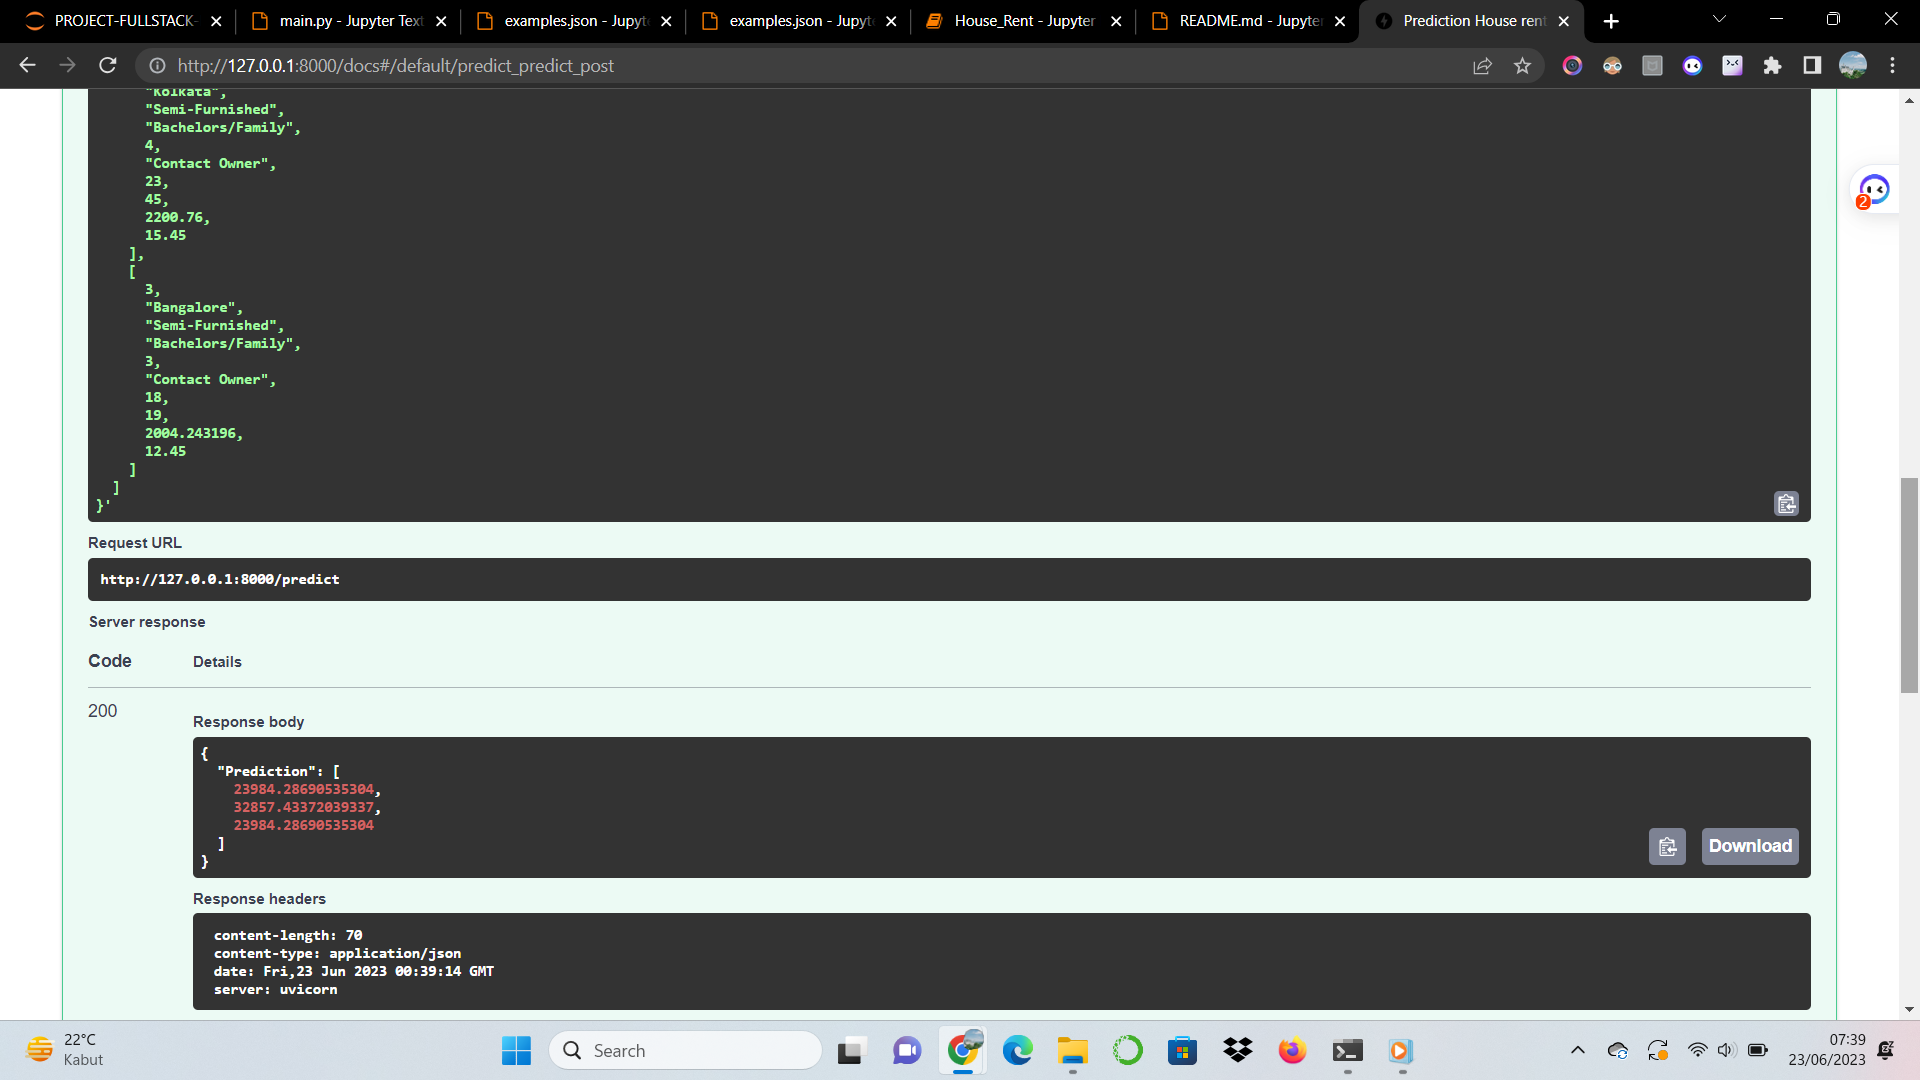 PROJECT-FULLSTACK-
main.py - Jupyter Text
examples.json - Jupyte
examples.json - Jupyte
House_Rent - Jupyter
README.md - Jupyter
Prediction House rent
http://127.0.0.1:8000/docs#/default/predict_predict_post
"Kolkata",
"Semi-Furnished",
"Bachelors/Family",
4,
"Contact Owner",
23,
45,
2200.76,
15.45
],
[
3,
"Bangalore",
"Semi-Furnished",
"Bachelors/Family",
3,
"Contact Owner",
18,
19,
2004.243196,
12.45
]
]
}'
2
Request URL
http://127.0.0.1:8000/predict
Server response
Code Details
200
Response body
{
"Prediction": [
23984.28690535304,
32857.43372039337,
23984.28690535304
]
}
Download
Response headers
content-length: 70
content-type: application/json
date: Fri,23 Jun 2023 00:39:14 GMT
server: uvicorn
22°C
Kabut
Search
07:39
23/06/2023